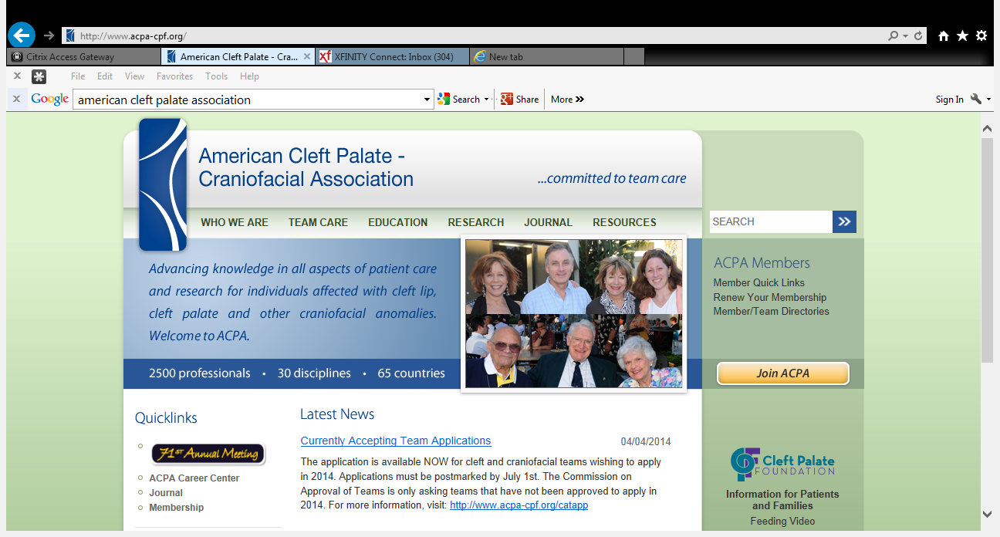 http://www.acpa-cpf.org/
Citrix Access Gateway
American Cleft Palate - Cra...
XFINITY Connect: Inbox (304)
New tab
File Edit View Favorites Tools Help
Google american cleft palate association Search Share More Sign In
American Cleft Palate -
Craniofacial Association
...committed to team care
WHO WE ARE TEAM CARE EDUCATION RESEARCH JOURNAL RESOURCES
SEARCH
Advancing knowledge in all aspects of patient care
and research for individuals affected with cleft lip,
cleft palate and other craniofacial anomalies.
Welcome to ACPA.
2500 professionals • 30 disciplines • 65 countries
ACPA Members
Member Quick Links
Renew Your Membership
Member/Team Directories
Join ACPA
Quicklinks
71st Annual Meeting
ACPA Career Center
Journal
Membership
Latest News
Currently Accepting Team Applications 04/04/2014
The application is available NOW for cleft and craniofacial teams wishing to apply
in 2014. Applications must be postmarked by July 1st. The Commission on
Approval of Teams is only asking teams that have not been approved to apply in
2014. For more information, visit: http://www.acpa-cpf.org/catapp
Cleft Palate
FOUNDATION
Information for Patients
and Families
Feeding Video